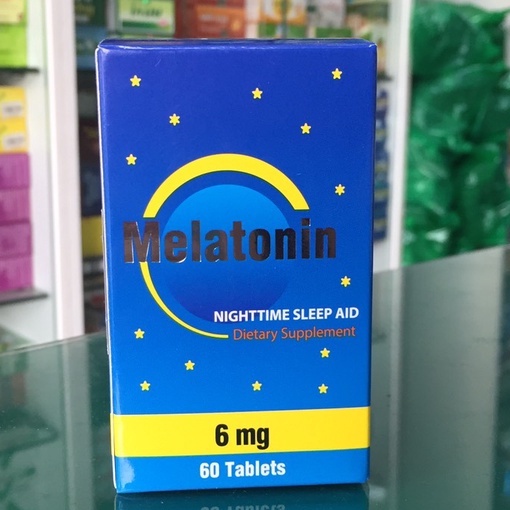 Melatonin
NIGHTTIME SLEEP AID
Dietary Supplement
6 mg
60 Tablets